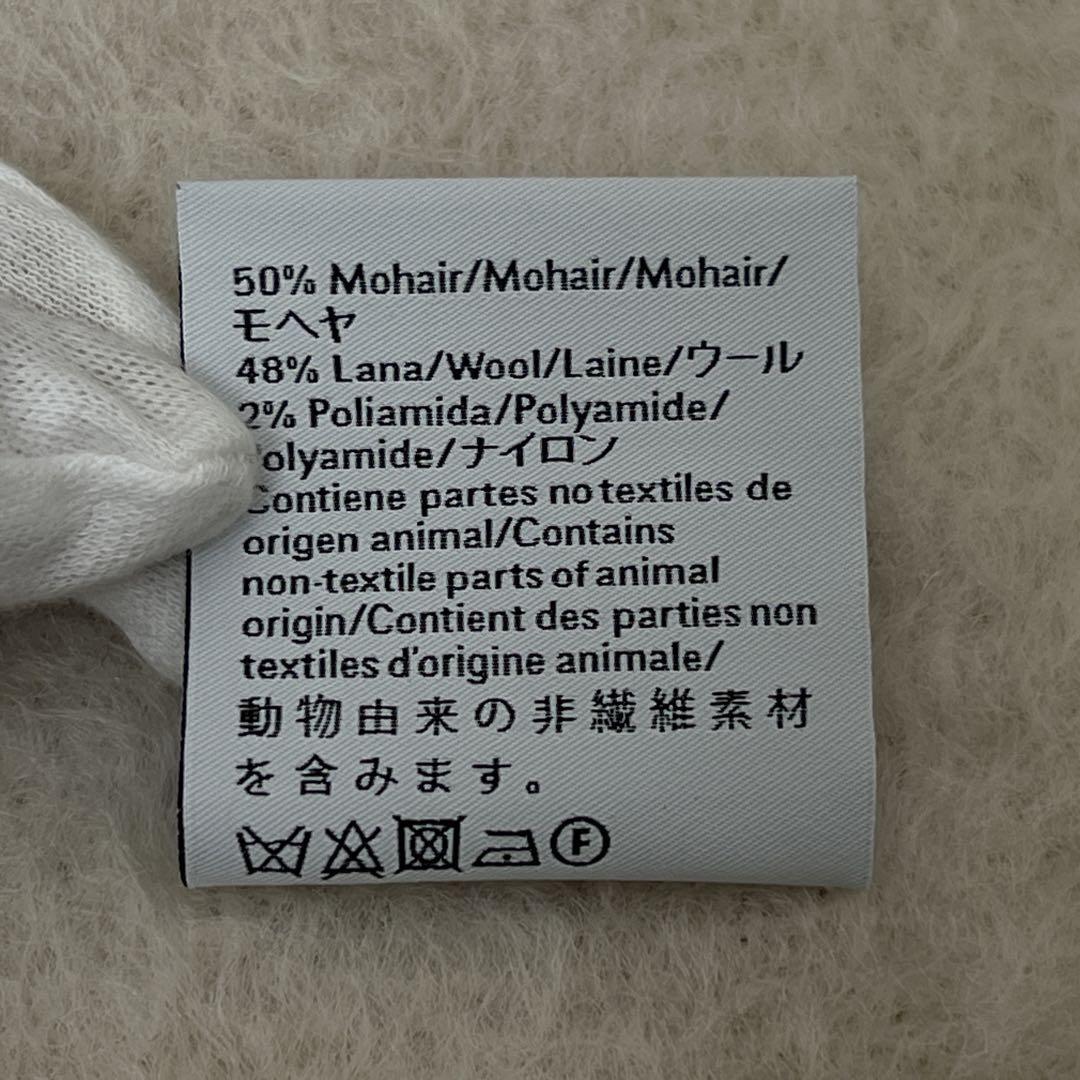 50% Mohair/Mohair/Mohair/
モヘヤ
48% Lana/Wool/Laine/ウール
2% Poliamida/Polyamide/
olyamide/ナイロン
Contiene partes no textiles de
origen animal/Contains
non-textile parts of animal
origin/Contient des parties non
textiles d'origine animale/
動物由来の非繊維素材
を含みます。
F